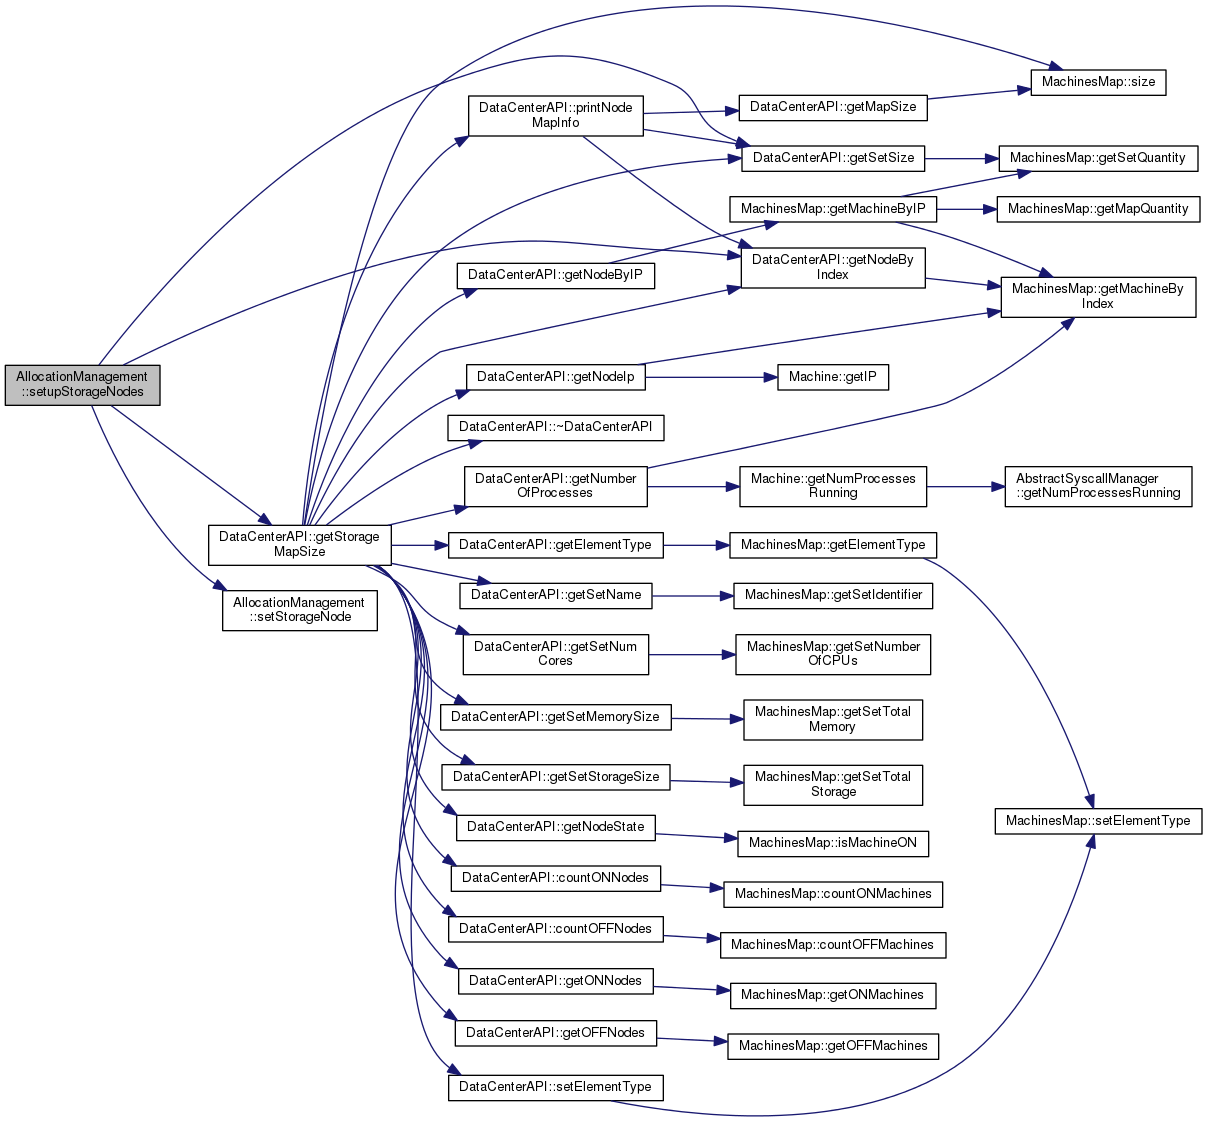 AllocationManagement
::setupStorageNodes
DataCenterAPI::getStorage
MapSize
AllocationManagement
::setStorageNode
DataCenterAPI::printNode
MapInfo
DataCenterAPI::getNodeByIP
DataCenterAPI::getNodeIp
DataCenterAPI::~DataCenterAPI
DataCenterAPI::getNumber
OfProcesses
DataCenterAPI::getElementType
DataCenterAPI::getSetName
DataCenterAPI::getSetNum
Cores
DataCenterAPI::getSetMemorySize
DataCenterAPI::getSetStorageSize
DataCenterAPI::getNodeState
DataCenterAPI::countONNodes
DataCenterAPI::countOFFNodes
DataCenterAPI::getONNodes
DataCenterAPI::getOFFNodes
DataCenterAPI::setElementType
DataCenterAPI::getMapSize
DataCenterAPI::getSetSize
MachinesMap::getMachineByIP
DataCenterAPI::getNodeBy
Index
Machine::getIP
Machine::getNumProcesses
Running
MachinesMap::getElementType
MachinesMap::getSetIdentifier
MachinesMap::getSetNumber
OfCPUs
MachinesMap::getSetTotal
Memory
MachinesMap::getSetTotal
Storage
MachinesMap::isMachineON
MachinesMap::countONMachines
MachinesMap::countOFFMachines
MachinesMap::getONMachines
MachinesMap::getOFFMachines
MachinesMap::size
MachinesMap::getSetQuantity
MachinesMap::getMapQuantity
MachinesMap::getMachineBy
Index
AbstractSyscallManager
::getNumProcessesRunning
MachinesMap::setElementType